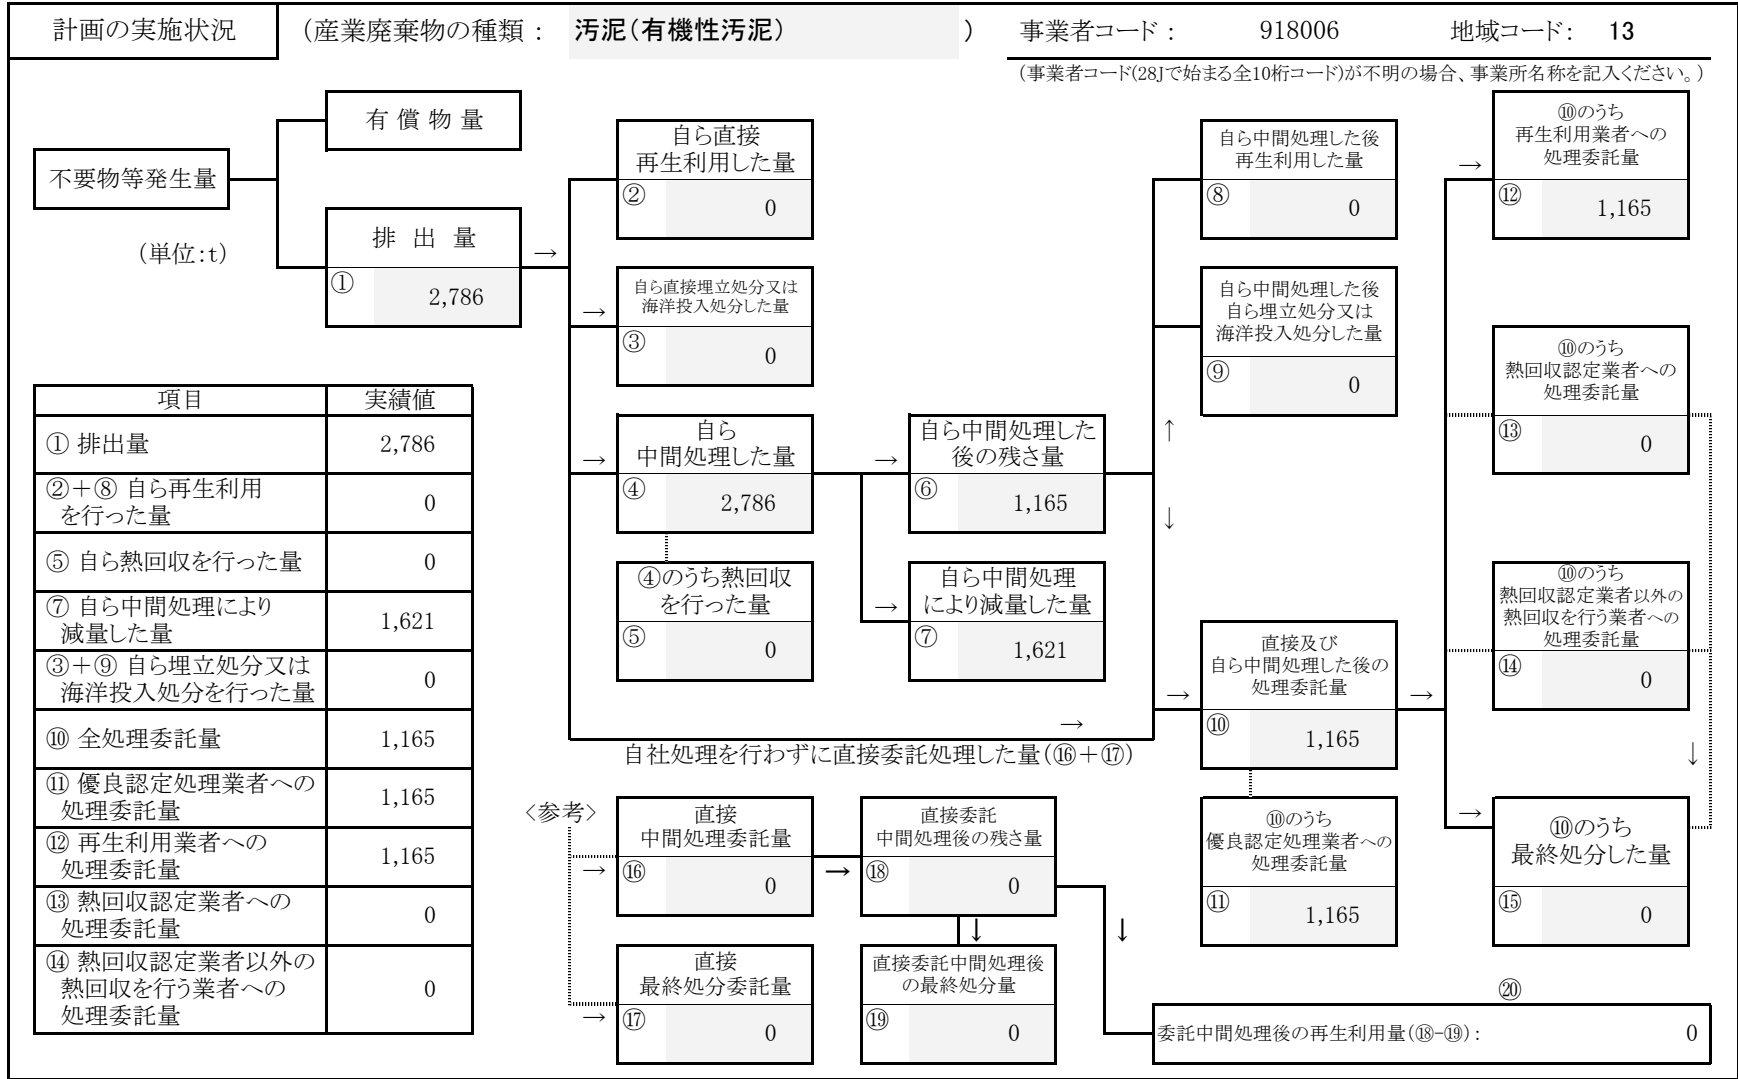 計画の実施状況
(産業廃棄物の種類： 汚泥(有機性汚泥) )
事業者コード： 918006 地域コード： 13
(事業者コード(28Jで始まる全10桁コード)が不明の場合、事業所名称を記入ください。)
不要物等発生量
有償物量
(単位:t)
排出量
① 2,786
→
自ら直接
再生利用した量
② 0
→
自ら直接埋立処分又は
海洋投入処分した量
③ 0
→
自ら
中間処理した量
④ 2,786
④のうち熱回収
を行った量
⑤ 0
→
自ら中間処理した
後の残さ量
⑥ 1,165
→
自ら中間処理
により減量した量
⑦ 1,621
自ら中間処理した後
再生利用した量
⑧ 0
自ら中間処理した後
自ら埋立処分又は
海洋投入処分した量
⑨ 0
↑
↓
→
自社処理を行わずに直接委託処理した量(⑯+⑰)
→
直接及び
自ら中間処理した後の
処理委託量
⑩ 1,165
→
⑩のうち
優良認定処理業者への
処理委託量
⑪ 1,165
→
⑩のうち
再生利用業者への
処理委託量
⑫ 1,165
⑩のうち
熱回収認定業者への
処理委託量
⑬ 0
⑩のうち
熱回収認定業者以外の
熱回収を行う業者への
処理委託量
⑭ 0
↓
→
⑩のうち
最終処分した量
⑮ 0
項目 実績値
① 排出量 2,786
②+⑧ 自ら再生利用
を行った量 0
⑤ 自ら熱回収を行った量 0
⑦ 自ら中間処理により
減量した量 1,621
③+⑨ 自ら埋立処分又は
海洋投入処分を行った量 0
⑩ 全処理委託量 1,165
⑪ 優良認定処理業者への
処理委託量 1,165
⑫ 再生利用業者への
処理委託量 1,165
⑬ 熱回収認定業者への
処理委託量 0
⑭ 熱回収認定業者以外の
熱回収を行う業者への
処理委託量 0
<参考>
→
直接
中間処理委託量
⑯ 0
→
直接委託
中間処理後の残さ量
⑱ 0
↓
↓
→
直接
最終処分委託量
⑰ 0
直接委託中間処理後
の最終処分量
⑲ 0
⑳
委託中間処理後の再生利用量(⑱-⑲)： 0